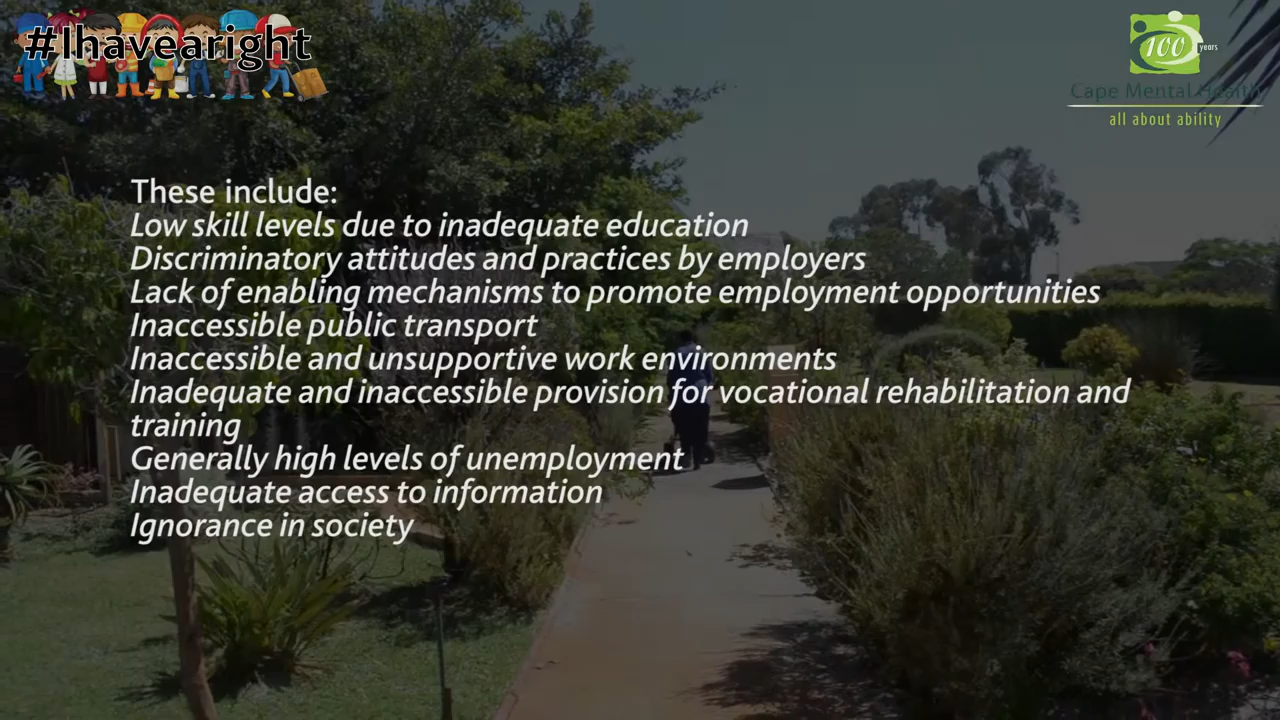 #Ihavearight
100 years
Cape Mental Health
all about ability
These include:
Low skill levels due to inadequate education
Discriminatory attitudes and practices by employers
Lack of enabling mechanisms to promote employment opportunities
Inaccessible public transport
Inaccessible and unsupportive work environments
Inadequate and inaccessible provision for vocational rehabilitation and
training
Generally high levels of unemployment
Inadequate access to information
Ignorance in society